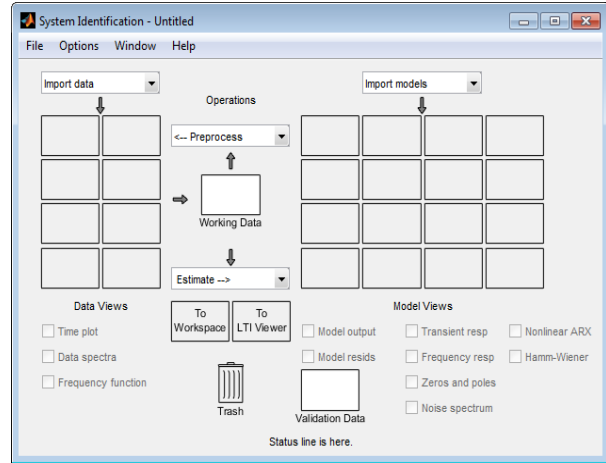 System Identification - Untitled
File Options Window Help
Import data
Import models
Operations
<-- Preprocess
Working Data
Estimate -->
Data Views
Time plot
Data spectra
Frequency function
To
Workspace
To
LTI Viewer
Trash
Model Views
Model output
Transient resp
Nonlinear ARX
Model resids
Frequency resp
Hamm-Wiener
Zeros and poles
Noise spectrum
Validation Data
Status line is here.